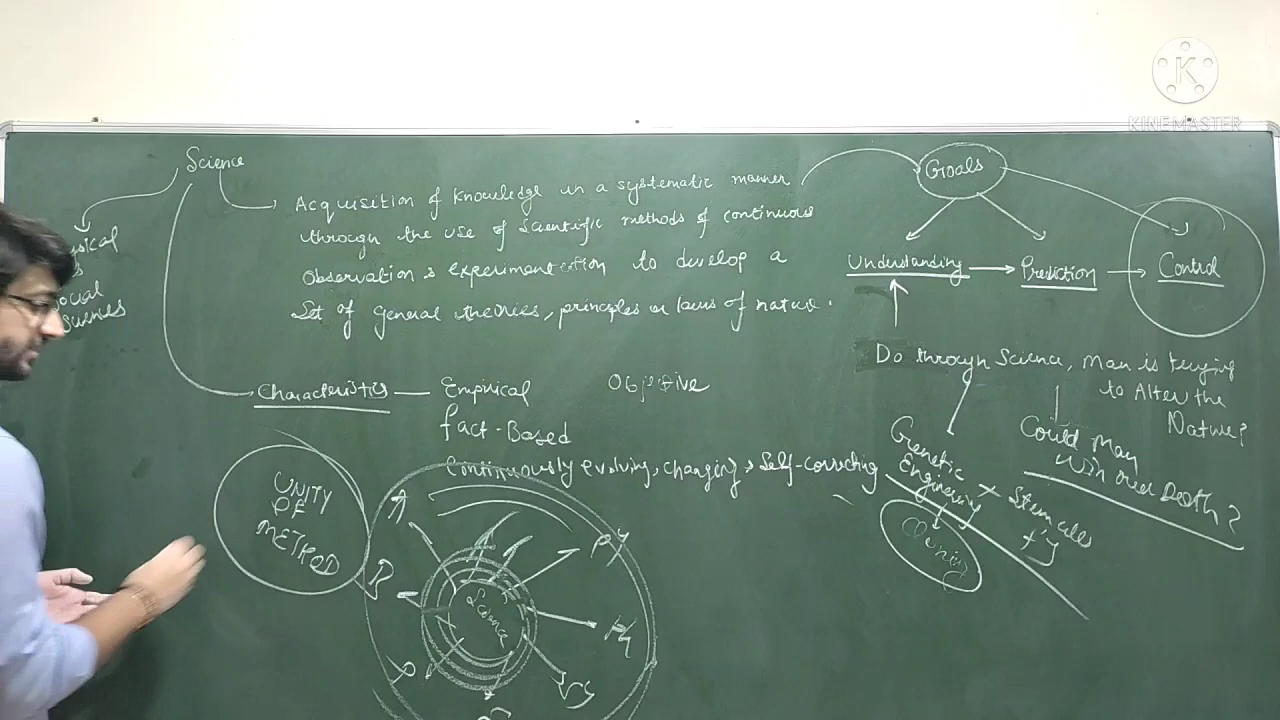 Science
Goals
Acquisition of Knowledge in a systematic manner
through the use of Scientific methods of continuous
Observation & experimentation to develop a
Set of general theories, principles or laws of nature.
Understanding
Prediction
Control
Social
Sciences
Do through Science, Man is trying
to Alter the
Nature?
Characteristics
Empirical
Objective
Fact-Based
Continuously evolving, changing, Self-correcting
Genetic
Engineering
+ Stem cells
Could Man
Win over Death?
UNITY
OF
METHOD
Science
A
P
KINEMASTER
K